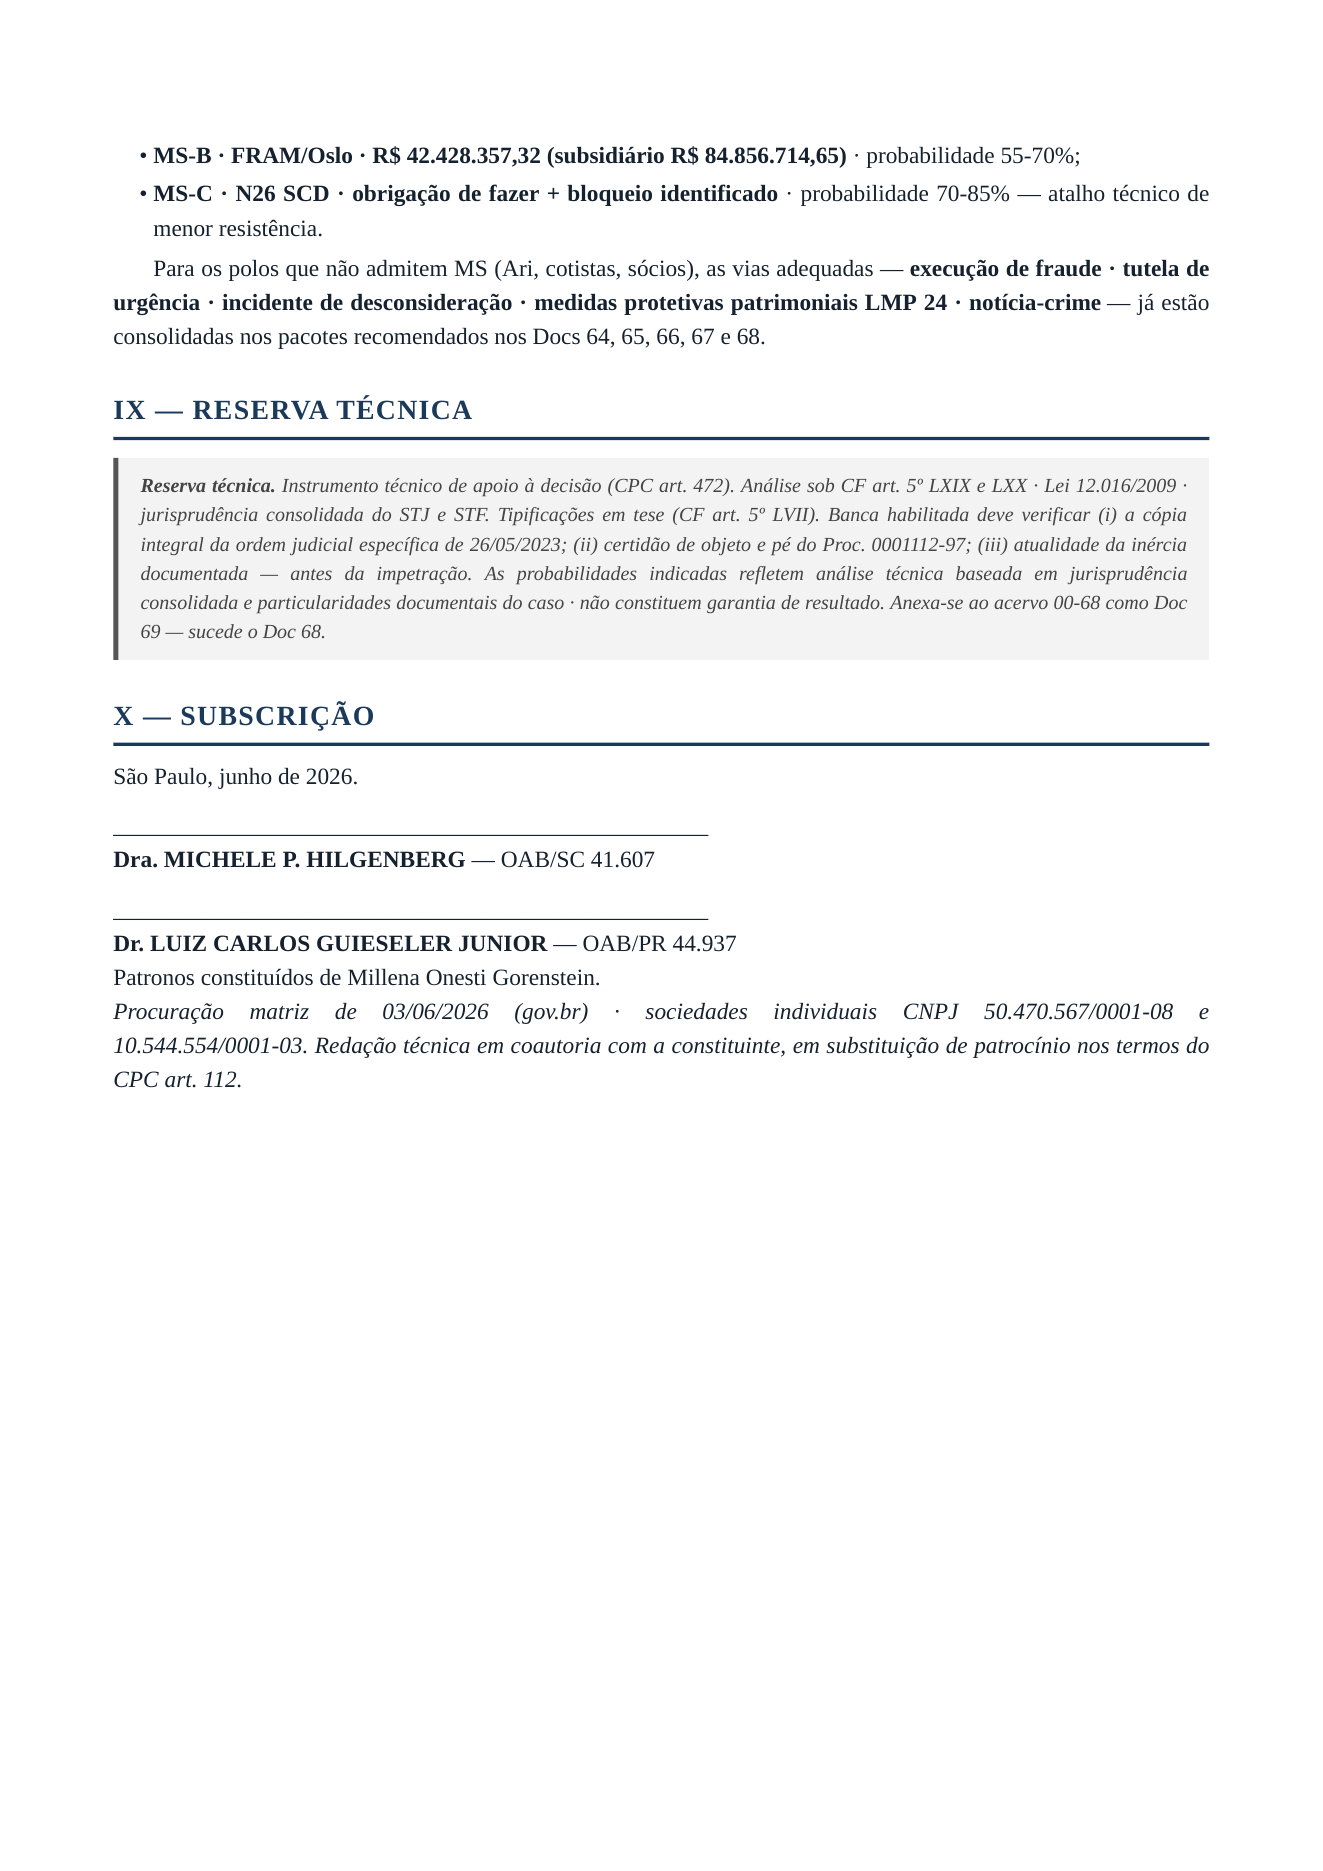 • MS-B · FRAM/Oslo · R$ 42.428.357,32 (subsidiário R$ 84.856.714,65) · probabilidade 55-70%;
• MS-C · N26 SCD · obrigação de fazer + bloqueio identificado · probabilidade 70-85% — atalho técnico de
menor resistência.
Para os polos que não admitem MS (Ari, cotistas, sócios), as vias adequadas — execução de fraude · tutela de
urgência · incidente de desconsideração · medidas protetivas patrimoniais LMP 24 · notícia-crime — já estão
consolidadas nos pacotes recomendados nos Docs 64, 65, 66, 67 e 68.
IX — RESERVA TÉCNICA
Reserva técnica. Instrumento técnico de apoio à decisão (CPC art. 472). Análise sob CF art. 5º LXIX e LXX · Lei 12.016/2009 ·
jurisprudência consolidada do STJ e STF. Tipificações em tese (CF art. 5º LVII). Banca habilitada deve verificar (i) a cópia
integral da ordem judicial específica de 26/05/2023; (ii) certidão de objeto e pé do Proc. 0001112-97; (iii) atualidade da inércia
documentada — antes da impetração. As probabilidades indicadas refletem análise técnica baseada em jurisprudência
consolidada e particularidades documentais do caso · não constituem garantia de resultado. Anexa-se ao acervo 00-68 como Doc
69 — sucede o Doc 68.
X — SUBSCRIÇÃO
São Paulo, junho de 2026.
Dra. MICHELE P. HILGENBERG — OAB/SC 41.607
Dr. LUIZ CARLOS GUIESELER JUNIOR — OAB/PR 44.937
Patronos constituídos de Millena Onesti Gorenstein.
Procuração matriz de 03/06/2026 (gov.br) · sociedades individuais CNPJ 50.470.567/0001-08 e
10.544.554/0001-03. Redação técnica em coautoria com a constituinte, em substituição de patrocínio nos termos do
CPC art. 112.